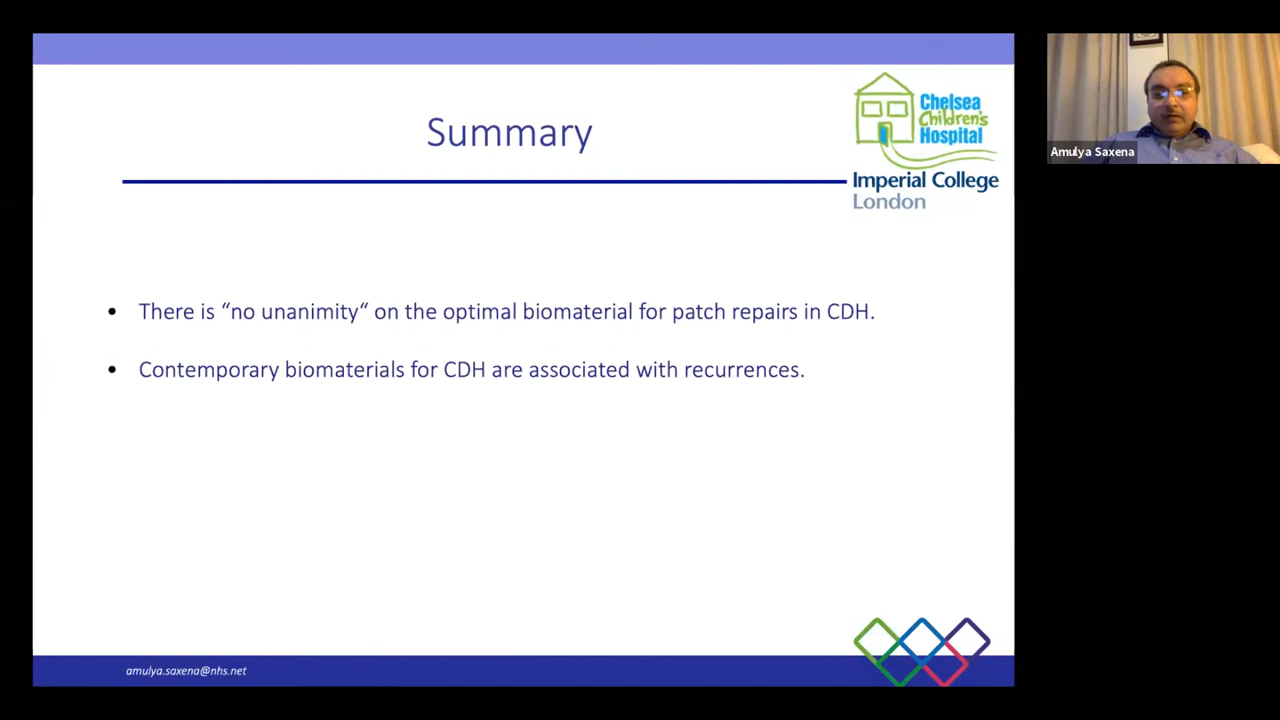 Summary
Chelsea
Children's
Hospital
Imperial College
London
Amulya Saxena
• There is “no unanimity“ on the optimal biomaterial for patch repairs in CDH.
• Contemporary biomaterials for CDH are associated with recurrences.
amulya.saxena@nhs.net